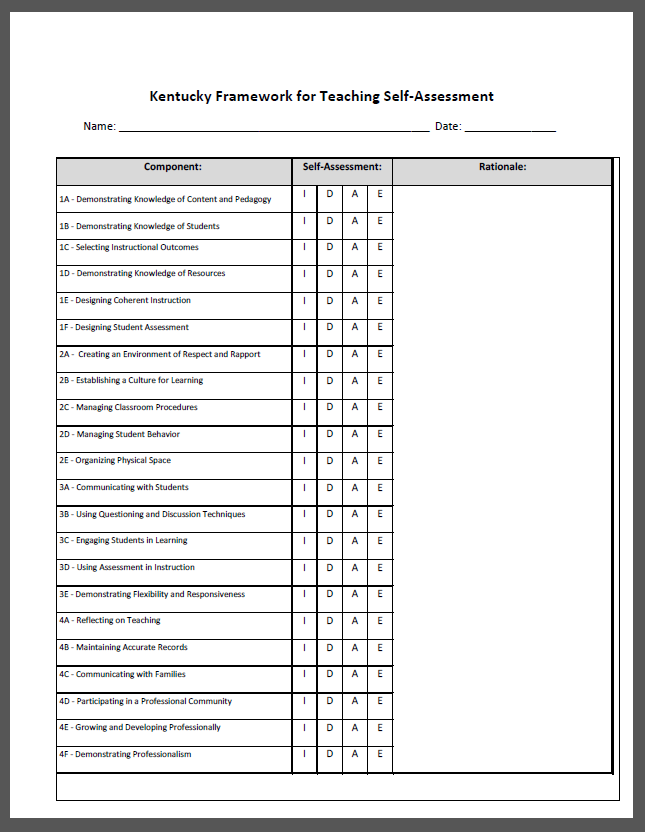 Kentucky Framework for Teaching Self-Assessment
Name: ____________________ Date: __________
Component: Self-Assessment: Rationale:
1A - Demonstrating Knowledge of Content and Pedagogy I D A E
1B - Demonstrating Knowledge of Students I D A E
1C - Selecting Instructional Outcomes I D A E
1D - Demonstrating Knowledge of Resources I D A E
1E - Designing Coherent Instruction I D A E
1F - Designing Student Assessment I D A E
2A - Creating an Environment of Respect and Rapport I D A E
2B - Establishing a Culture for Learning I D A E
2C - Managing Classroom Procedures I D A E
2D - Managing Student Behavior I D A E
2E - Organizing Physical Space I D A E
3A - Communicating with Students I D A E
3B - Using Questioning and Discussion Techniques I D A E
3C - Engaging Students in Learning I D A E
3D - Using Assessment in Instruction I D A E
3E - Demonstrating Flexibility and Responsiveness I D A E
4A - Reflecting on Teaching I D A E
4B - Maintaining Accurate Records I D A E
4C - Communicating with Families I D A E
4D - Participating in a Professional Community I D A E
4E - Growing and Developing Professionally I D A E
4F - Demonstrating Professionalism I D A E